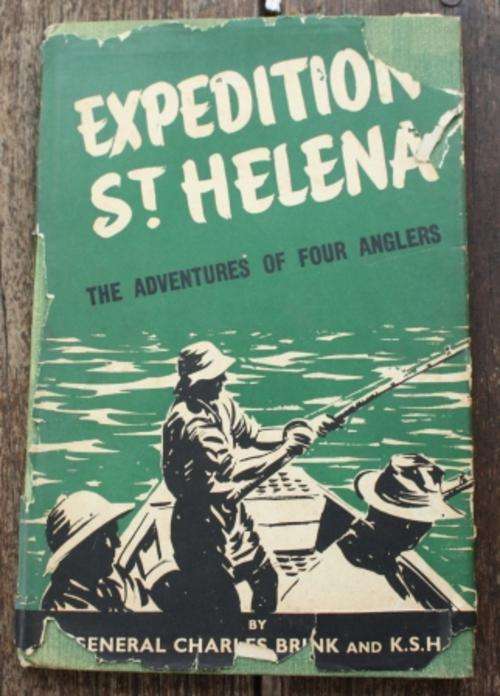 EXPEDITION
ST HELENA
THE ADVENTURES OF FOUR ANGLERS
BY
GENERAL CHARLES BRINK AND K.S.H